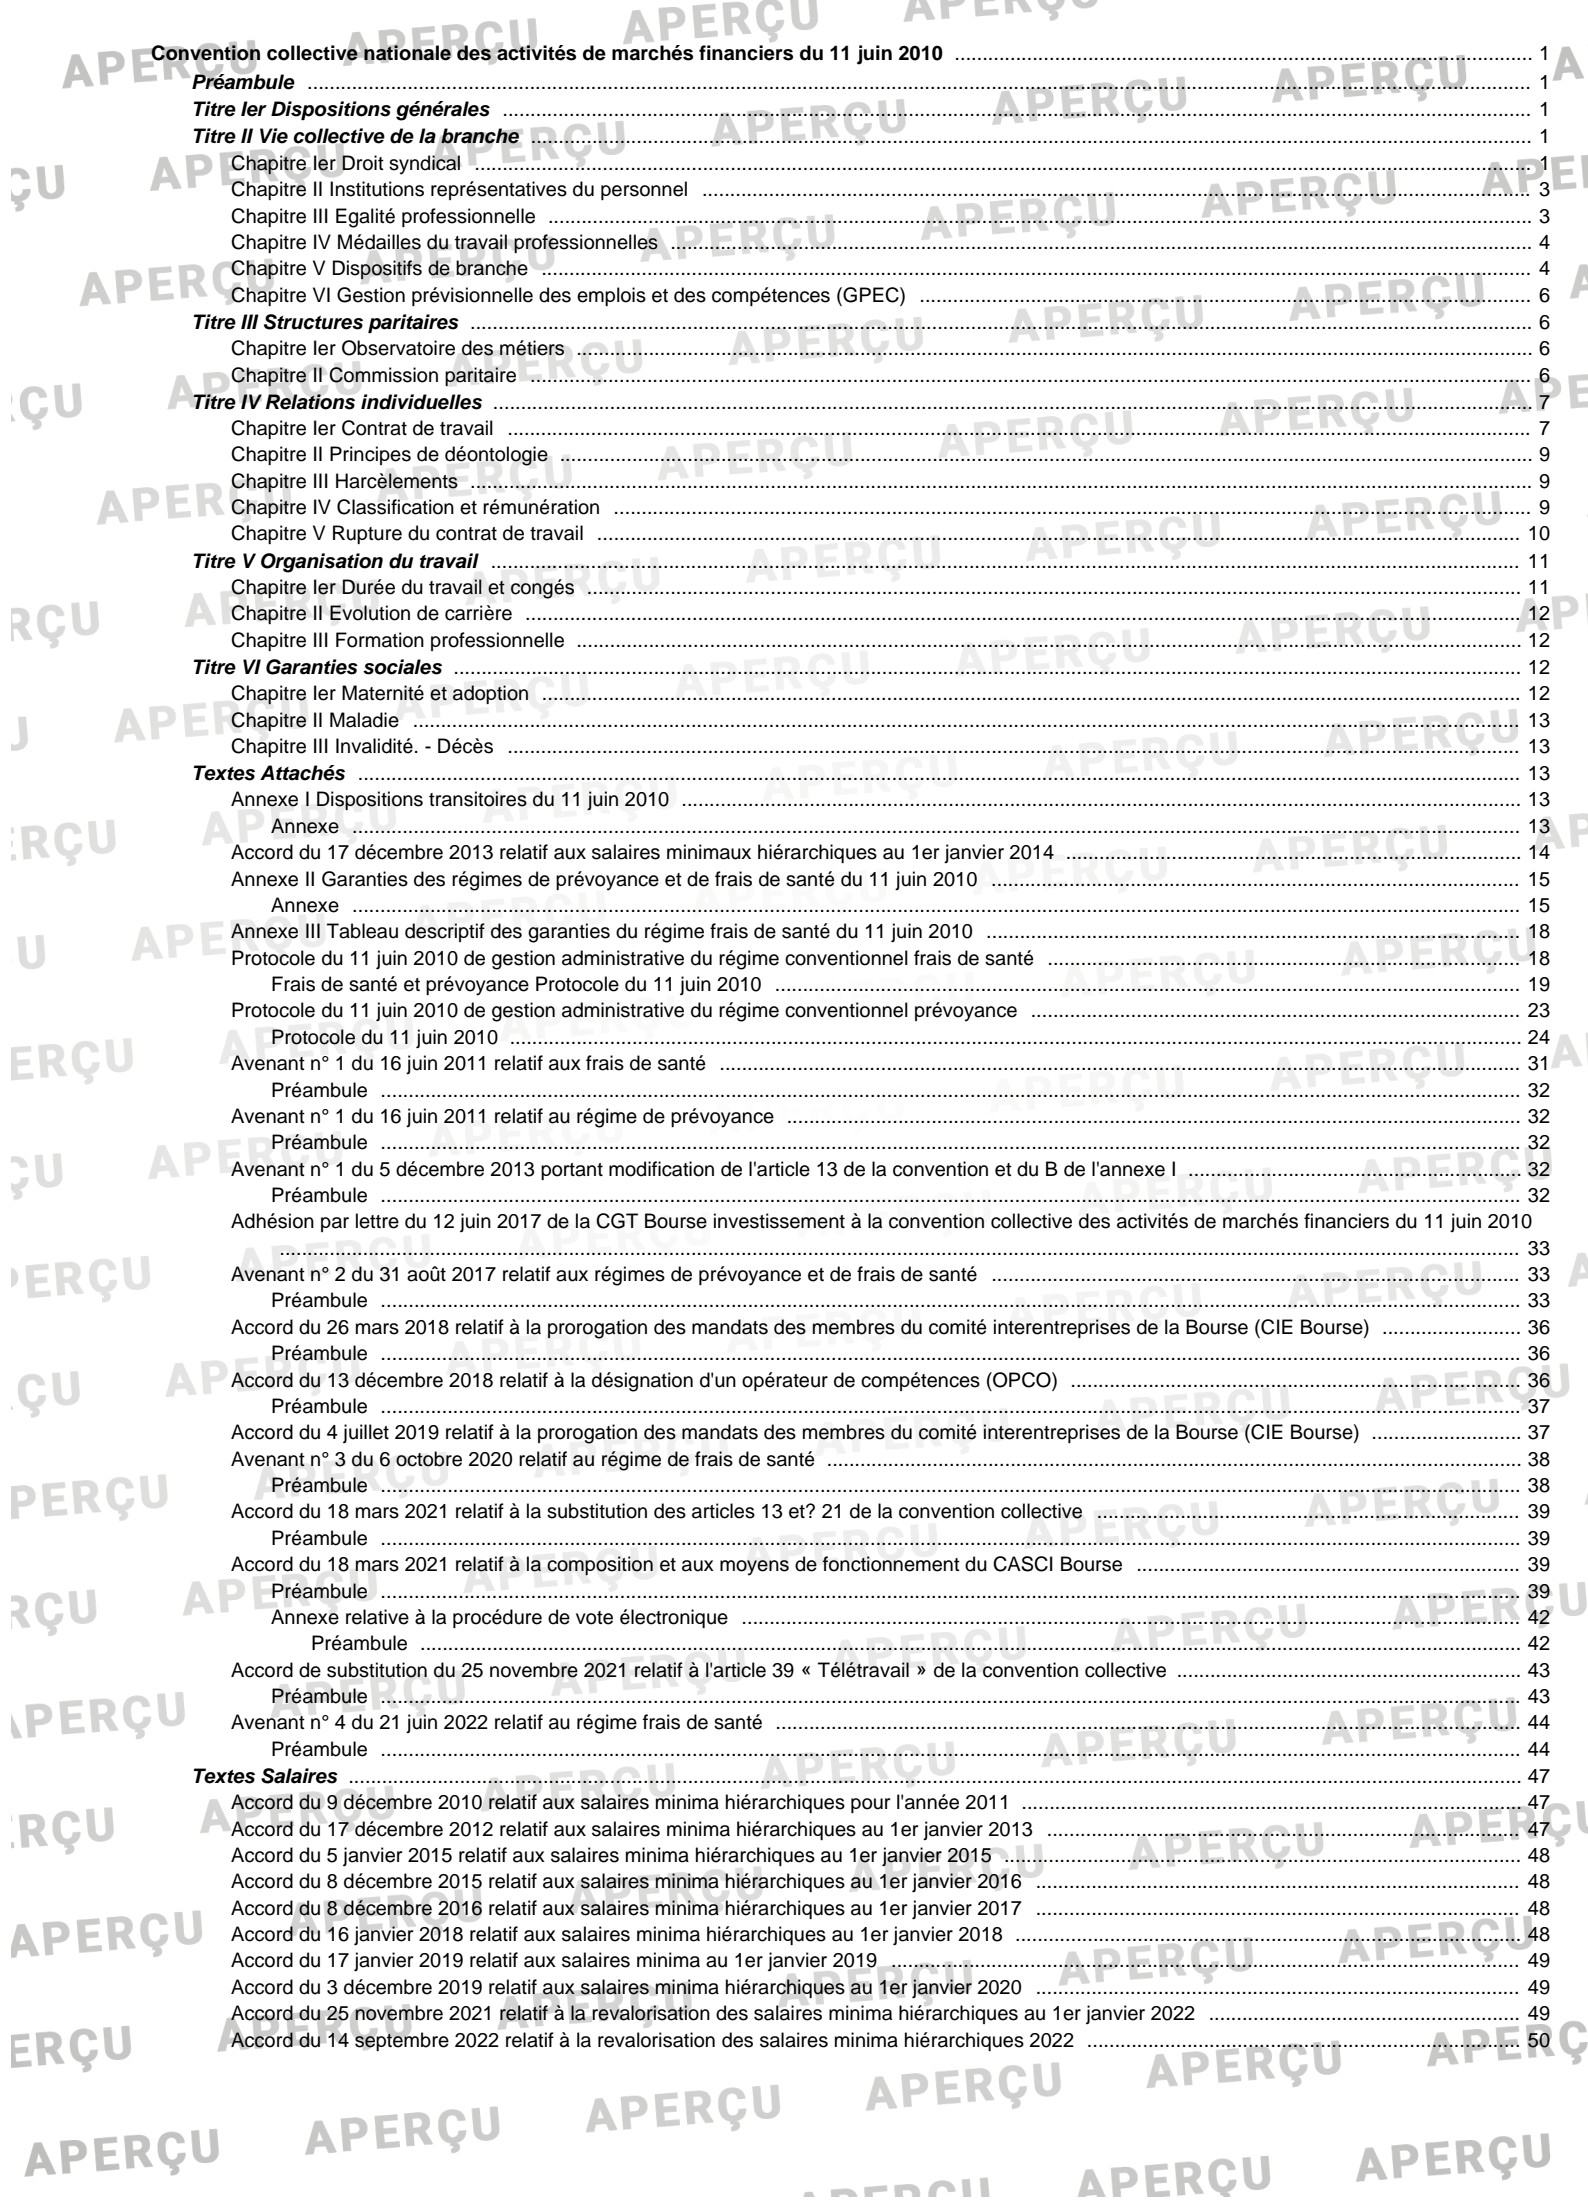 Convention collective nationale des activités de marchés financiers du 11 juin 2010 ... 1
Préambule ... 1
Titre Ier Dispositions générales ... 1
Titre II Vie collective de la branche ... 1
Chapitre Ier Droit syndical ... 1
Chapitre II Institutions représentatives du personnel ... 3
Chapitre III Egalité professionnelle ... 3
Chapitre IV Médailles du travail professionnelles ... 4
Chapitre V Dispositifs de branche ... 4
Chapitre VI Gestion prévisionnelle des emplois et des compétences (GPEC) ... 6
Titre III Structures paritaires ... 6
Chapitre Ier Observatoire des métiers ... 6
Chapitre II Commission paritaire ... 6
Titre IV Relations individuelles ... 7
Chapitre Ier Contrat de travail ... 7
Chapitre II Principes de déontologie ... 9
Chapitre III Harcèlements ... 9
Chapitre IV Classification et rémunération ... 9
Chapitre V Rupture du contrat de travail ... 10
Titre V Organisation du travail ... 11
Chapitre Ier Durée du travail et congés ... 11
Chapitre II Evolution de carrière ... 12
Chapitre III Formation professionnelle ... 12
Titre VI Garanties sociales ... 12
Chapitre Ier Maternité et adoption ... 12
Chapitre II Maladie ... 13
Chapitre III Invalidité. - Décès ... 13
Textes Attachés ... 13
Annexe I Dispositions transitoires du 11 juin 2010 ... 13
Annexe ... 13
Accord du 17 décembre 2013 relatif aux salaires minimaux hiérarchiques au 1er janvier 2014 ... 14
Annexe II Garanties des régimes de prévoyance et de frais de santé du 11 juin 2010 ... 15
Annexe ... 15
Annexe III Tableau descriptif des garanties du régime frais de santé du 11 juin 2010 ... 18
Protocole du 11 juin 2010 de gestion administrative du régime conventionnel frais de santé ... 18
Frais de santé et prévoyance Protocole du 11 juin 2010 ... 19
Protocole du 11 juin 2010 de gestion administrative du régime conventionnel prévoyance ... 23
Protocole du 11 juin 2010 ... 24
Avenant n° 1 du 16 juin 2011 relatif aux frais de santé ... 31
Préambule ... 32
Avenant n° 1 du 16 juin 2011 relatif au régime de prévoyance ... 32
Préambule ... 32
Avenant n° 1 du 5 décembre 2013 portant modification de l'article 13 de la convention et du B de l'annexe I ... 32
Préambule ... 32
Adhésion par lettre du 12 juin 2017 de la CGT Bourse investissement à la convention collective des activités de marchés financiers du 11 juin 2010
... 33
Avenant n° 2 du 31 août 2017 relatif aux régimes de prévoyance et de frais de santé ... 33
Préambule ... 33
Accord du 26 mars 2018 relatif à la prorogation des mandats des membres du comité interentreprises de la Bourse (CIE Bourse) ... 36
Préambule ... 36
Accord du 13 décembre 2018 relatif à la désignation d'un opérateur de compétences (OPCO) ... 36
Préambule ... 37
Accord du 4 juillet 2019 relatif à la prorogation des mandats des membres du comité interentreprises de la Bourse (CIE Bourse) ... 37
Avenant n° 3 du 6 octobre 2020 relatif au régime de frais de santé ... 38
Préambule ... 38
Accord du 18 mars 2021 relatif à la substitution des articles 13 et? 21 de la convention collective ... 39
Préambule ... 39
Accord du 18 mars 2021 relatif à la composition et aux moyens de fonctionnement du CASCI Bourse ... 39
Préambule ... 39
Annexe relative à la procédure de vote électronique ... 42
Préambule ... 42
Accord de substitution du 25 novembre 2021 relatif à l'article 39 « Télétravail » de la convention collective ... 43
Préambule ... 43
Avenant n° 4 du 21 juin 2022 relatif au régime frais de santé ... 44
Préambule ... 44
Textes Salaires ... 47
Accord du 9 décembre 2010 relatif aux salaires minima hiérarchiques pour l'année 2011 ... 47
Accord du 17 décembre 2012 relatif aux salaires minima hiérarchiques au 1er janvier 2013 ... 47
Accord du 5 janvier 2015 relatif aux salaires minima hiérarchiques au 1er janvier 2015 ... 48
Accord du 8 décembre 2015 relatif aux salaires minima hiérarchiques au 1er janvier 2016 ... 48
Accord du 8 décembre 2016 relatif aux salaires minima hiérarchiques au 1er janvier 2017 ... 48
Accord du 16 janvier 2018 relatif aux salaires minima hiérarchiques au 1er janvier 2018 ... 48
Accord du 17 janvier 2019 relatif aux salaires minima au 1er janvier 2019 ... 49
Accord du 3 décembre 2019 relatif aux salaires minima hiérarchiques au 1er janvier 2020 ... 49
Accord du 25 novembre 2021 relatif à la revalorisation des salaires minima hiérarchiques au 1er janvier 2022 ... 49
Accord du 14 septembre 2022 relatif à la revalorisation des salaires minima hiérarchiques 2022 ... 50
APERÇU